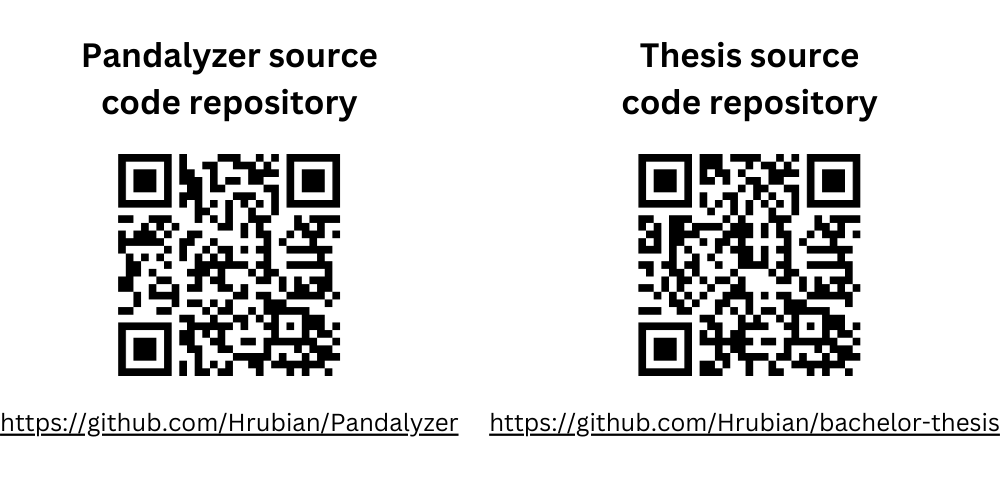 Pandalyzer source
code repository
https://github.com/Hrubian/Pandalyzer
Thesis source
code repository
https://github.com/Hrubian/bachelor-thesis